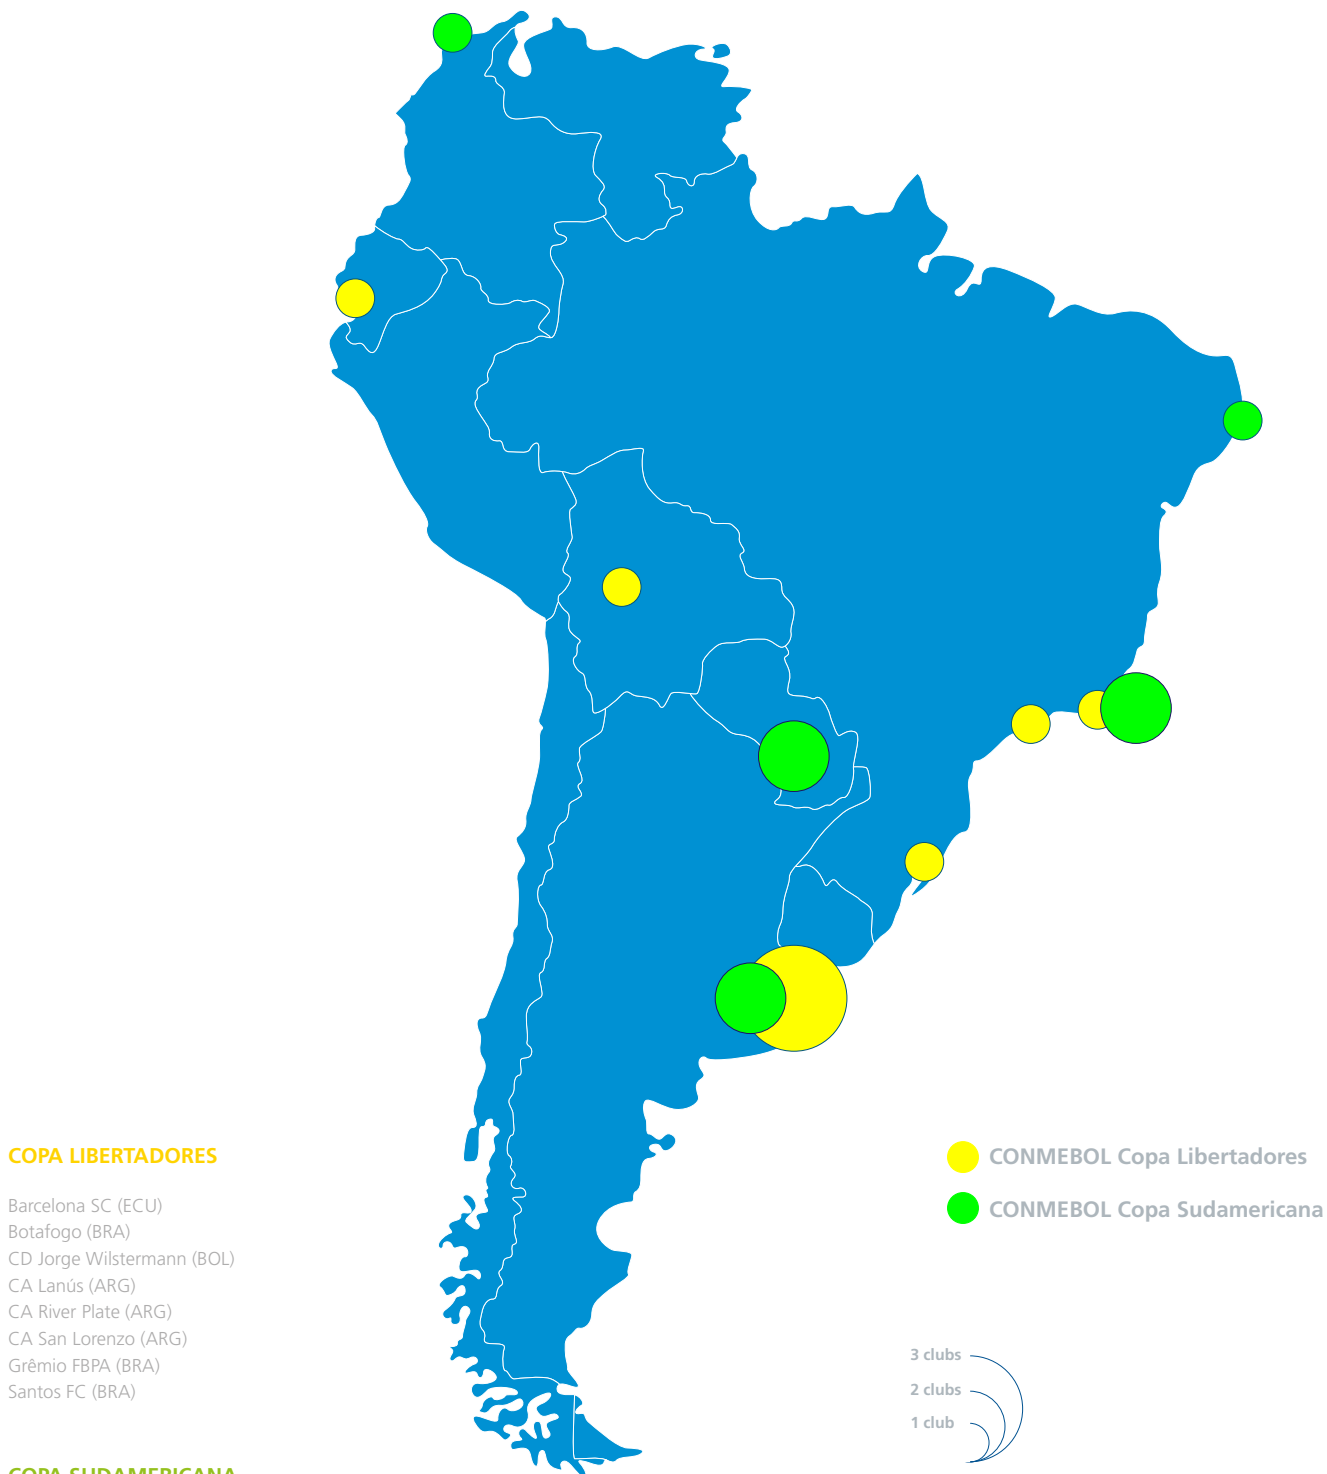 COPA LIBERTADORES
Barcelona SC (ECU)
Botafogo (BRA)
CD Jorge Wilstermann (BOL)
CA Lanús (ARG)
CA River Plate (ARG)
CA San Lorenzo (ARG)
Grêmio FBPA (BRA)
Santos FC (BRA)
COPA SUDAMERICANA
CONMEBOL Copa Libertadores
CONMEBOL Copa Sudamericana
3 clubs
2 clubs
1 club